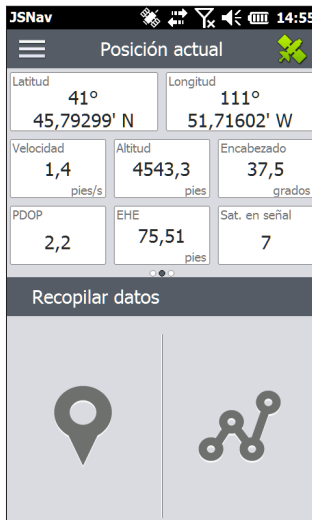 JSNav 14:55
Posición actual
Latitud Longitud
41° 111°
45,79299' N 51,71602' W
Velocidad Altitud Encabezado
1,4 4543,3 37,5
pies/s pies grados
PDOP EHE Sat. en señal
2,2 75,51 7
pies
Recopilar datos